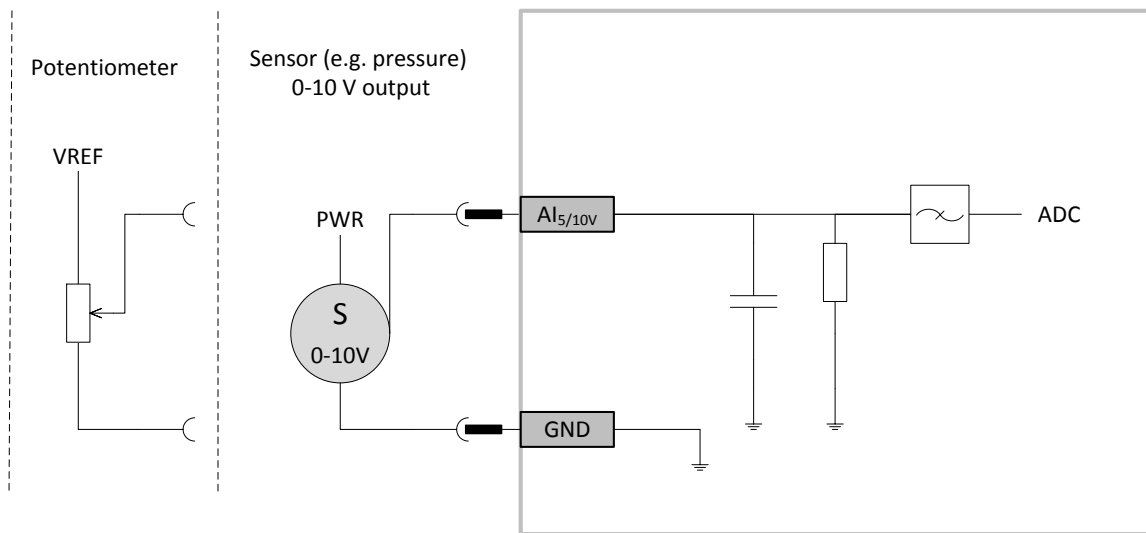 Potentiometer
VREF
Sensor (e.g. pressure)
0-10 V output
PWR
S
0-10V
AI5/10V
GND
ADC